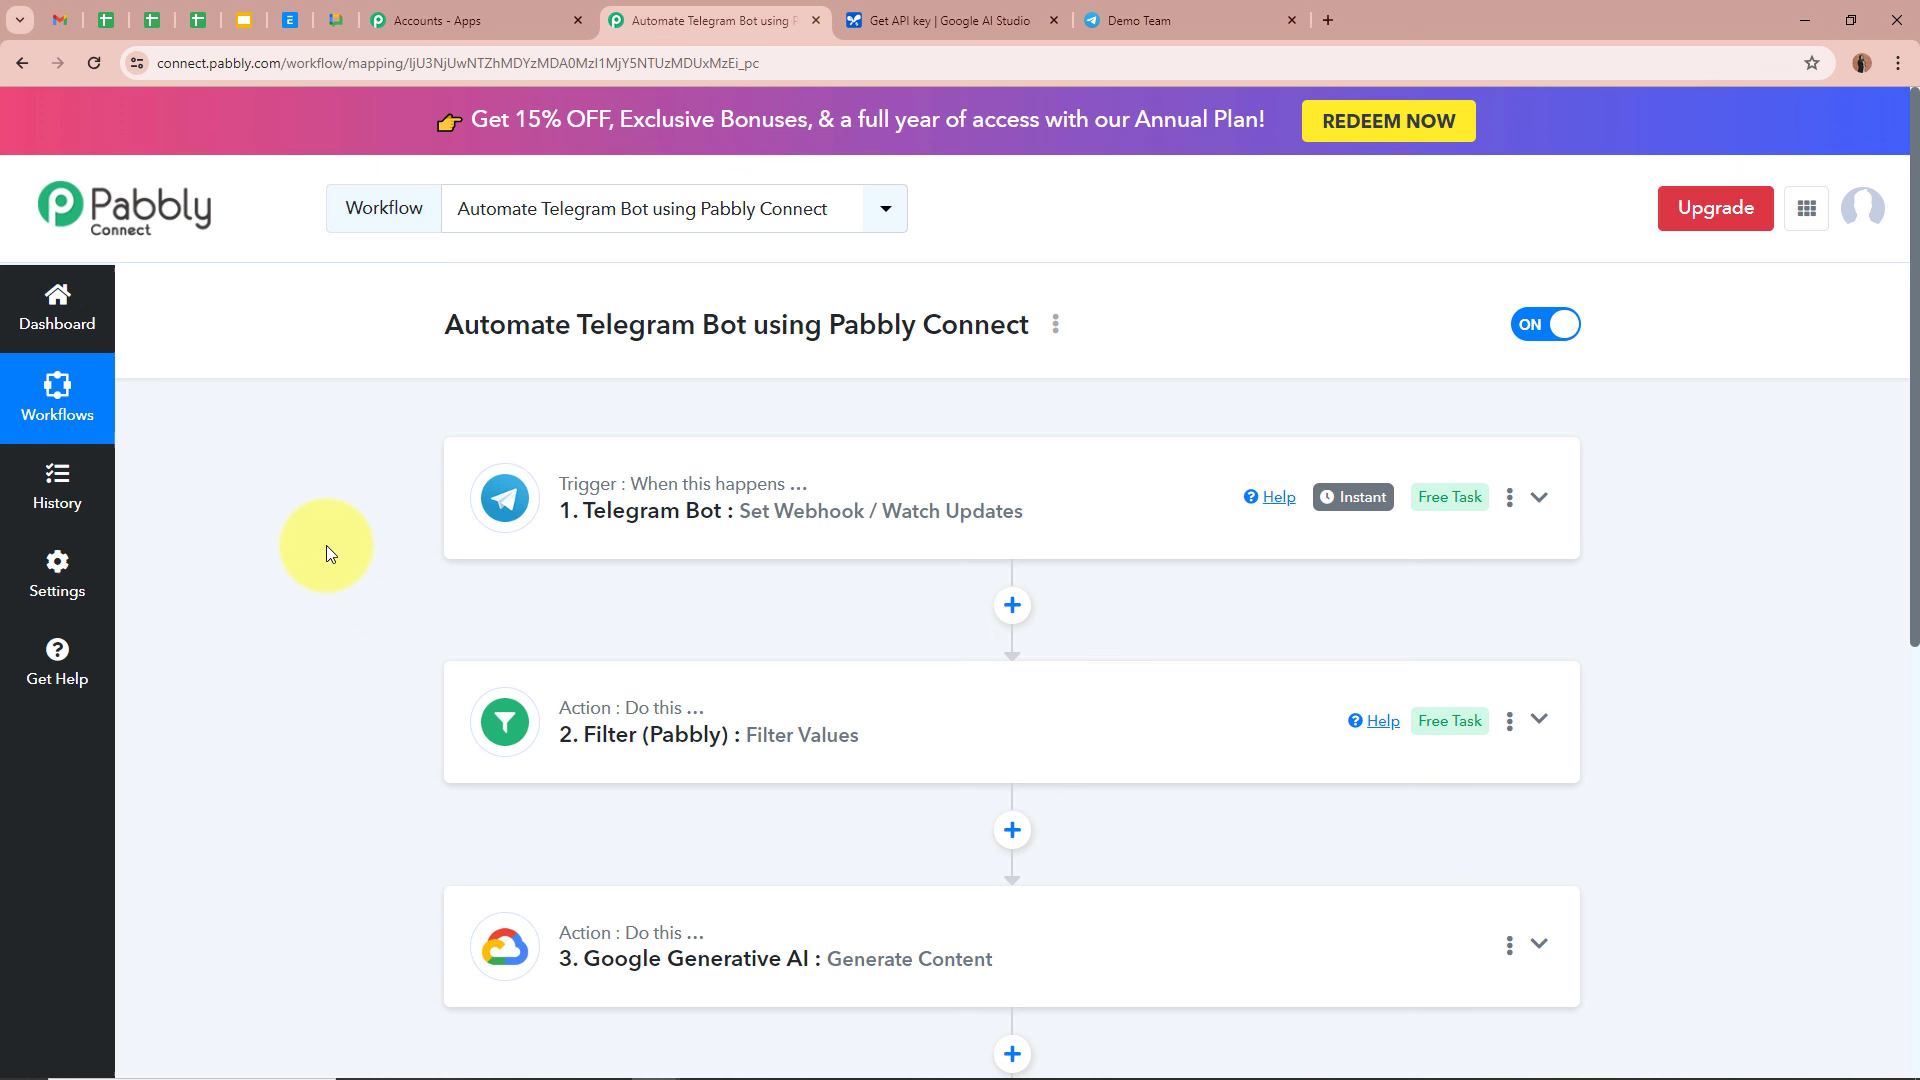 Accounts - Apps
Automate Telegram Bot using P
Get API key | Google AI Studio
Demo Team
connect.pabbly.com/workflow/mapping/IjU3NjUwNTZhMDYzMDA0MzI1MjY5NTUzMDUxMzEi_pc
👉 Get 15% OFF, Exclusive Bonuses, & a full year of access with our Annual Plan!
REDEEM NOW
Pabbly
Connect
Workflow
Automate Telegram Bot using Pabbly Connect
Upgrade
Dashboard
Workflows
History
Settings
Get Help
Automate Telegram Bot using Pabbly Connect
ON
Trigger : When this happens ...
1. Telegram Bot : Set Webhook / Watch Updates
Help
Instant
Free Task
Action : Do this ...
2. Filter (Pabbly) : Filter Values
Help
Free Task
Action : Do this ...
3. Google Generative AI : Generate Content